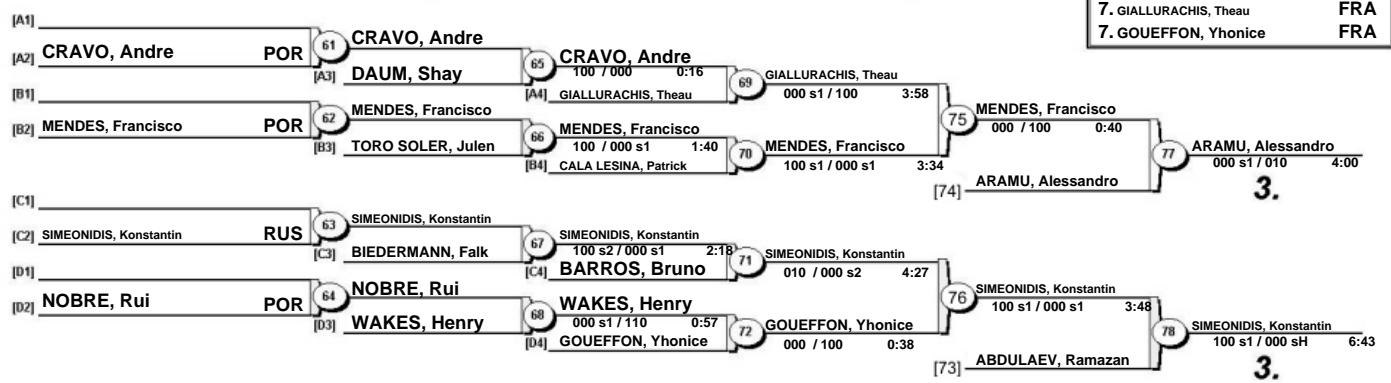 7. GIALLURACHIS, Theau FRA
7. GOUEFFON, Yhonice FRA
[A1]
[A2] CRAVO, Andre POR
61
CRAVO, Andre
[A3] DAUM, Shay
65
CRAVO, Andre
100 / 000 0:16
[A4] GIALLURACHIS, Theau
69
GIALLURACHIS, Theau
000 s1 / 100 3:58
[B1]
[B2] MENDES, Francisco POR
62
MENDES, Francisco
[B3] TORO SOLER, Julen
66
MENDES, Francisco
100 / 000 s1 1:40
[B4] CALA LESINA, Patrick
70
MENDES, Francisco
100 s1 / 000 s1 3:34
75
MENDES, Francisco
000 / 100 0:40
[74] ARAMU, Alessandro
77
ARAMU, Alessandro
000 s1 / 010 4:00
3.
[C1]
[C2] SIMEONIDIS, Konstantin RUS
63
SIMEONIDIS, Konstantin
[C3] BIEDERMANN, Falk
67
SIMEONIDIS, Konstantin
100 s2 / 000 s1 2:18
[C4] BARROS, Bruno
71
SIMEONIDIS, Konstantin
010 / 000 s2 4:27
[D1]
[D2] NOBRE, Rui POR
64
NOBRE, Rui
[D3] WAKES, Henry
68
WAKES, Henry
000 s1 / 110 0:57
[D4] GOUEFFON, Yhonice
72
GOUEFFON, Yhonice
000 / 100 0:38
76
SIMEONIDIS, Konstantin
100 s1 / 000 s1 3:48
[73] ABDULAEV, Ramazan
78
SIMEONIDIS, Konstantin
100 s1 / 000 sH 6:43
3.